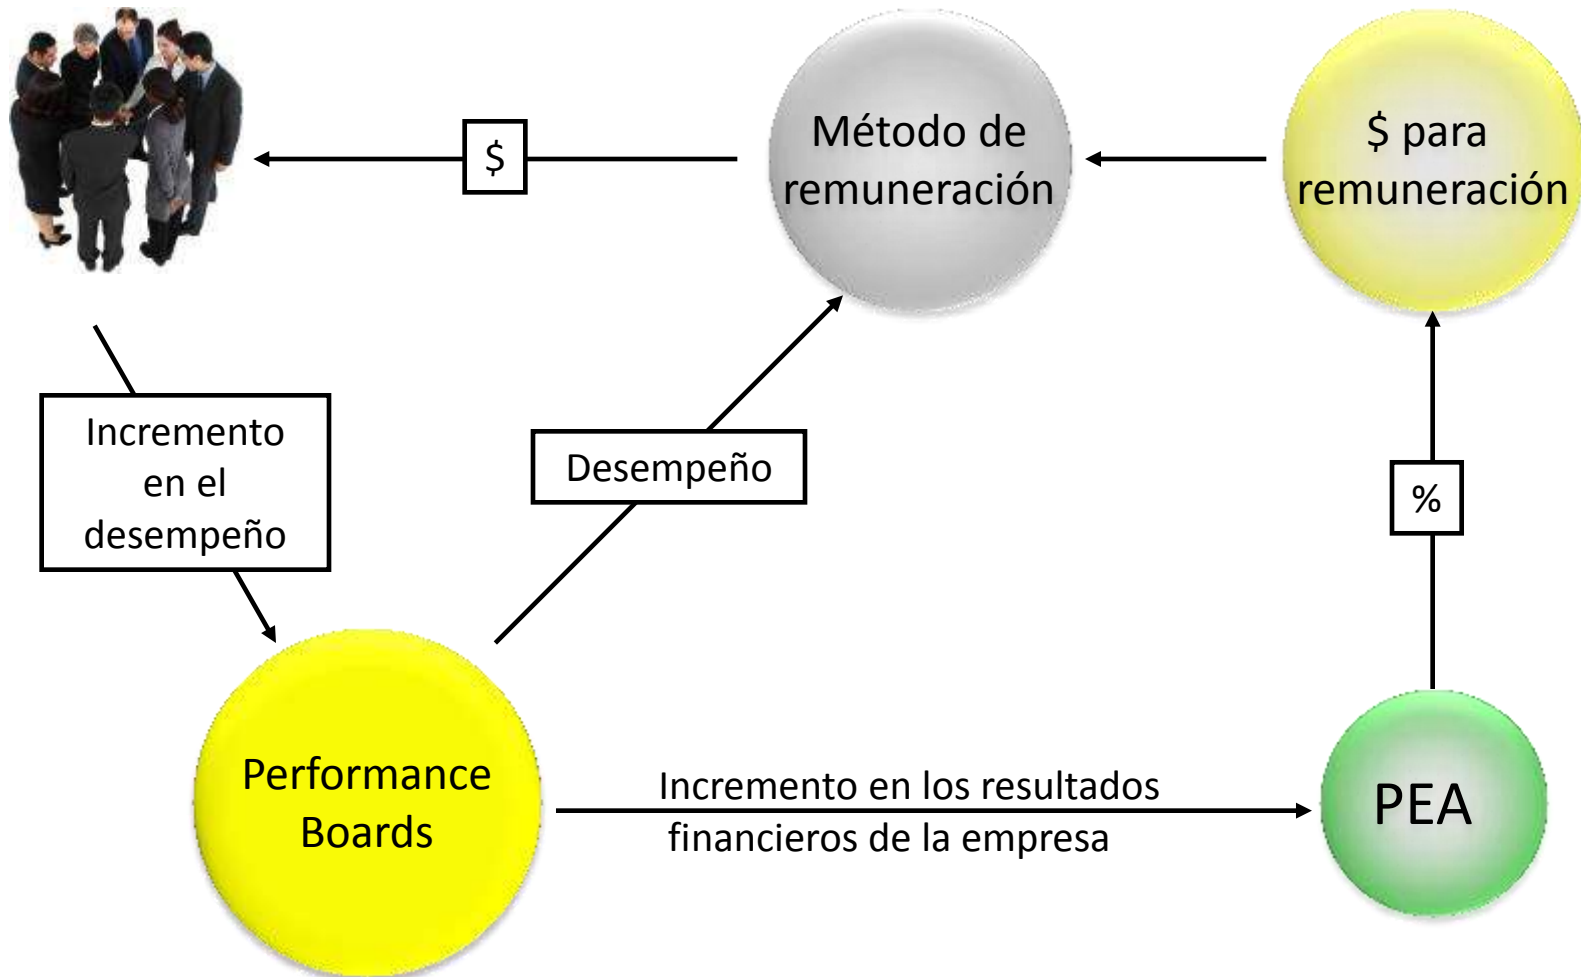 $
Método de
remuneración
$ para
remuneración
Incremento
en el
desempeño
Desempeño
%
Performance
Boards
Incremento en los resultados
financieros de la empresa
PEA